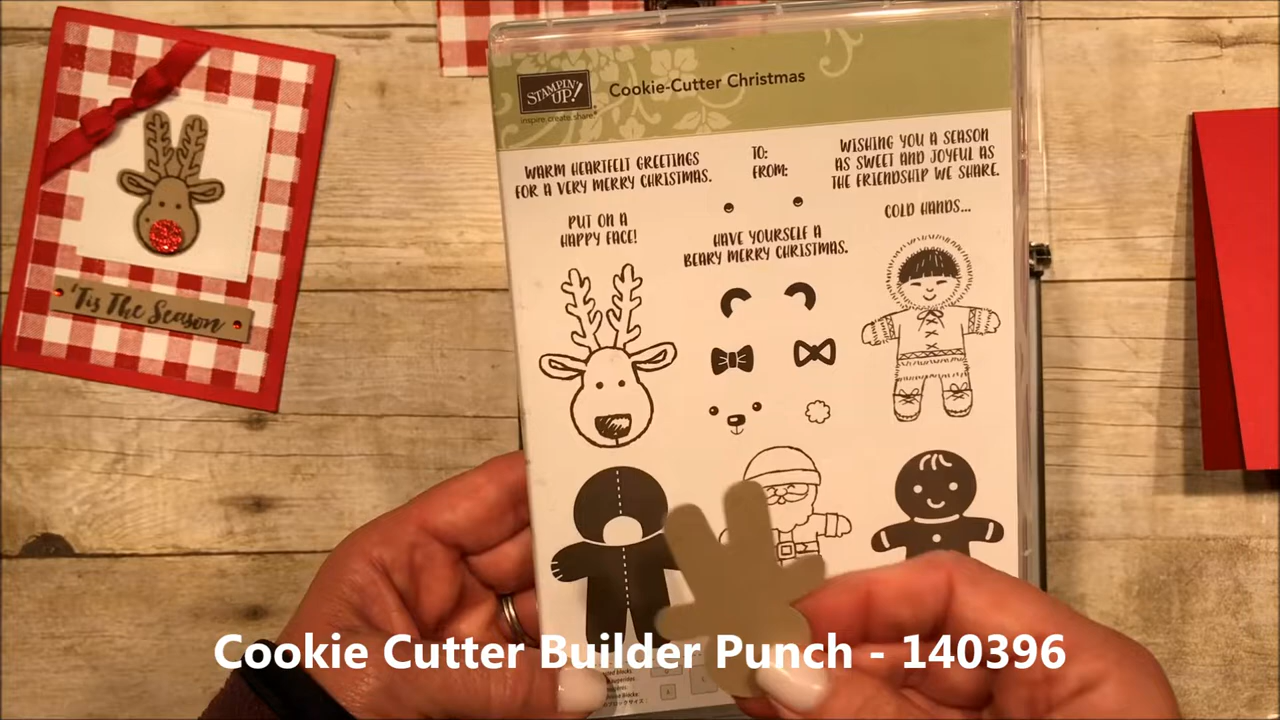 STAMPIN' UP!
inspire. create. share.
Cookie-Cutter Christmas
WARM HEARTFELT GREETINGS
FOR A VERY MERRY CHRISTMAS.
TO:
FROM:
WISHING YOU A SEASON
AS SWEET AND JOYFUL AS
THE FRIENDSHIP WE SHARE.
PUT ON A
HAPPY FACE!
HAVE YOURSELF A
BEARY MERRY CHRISTMAS.
COLD HANDS...
'Tis The Season
Cookie Cutter Builder Punch - 140396